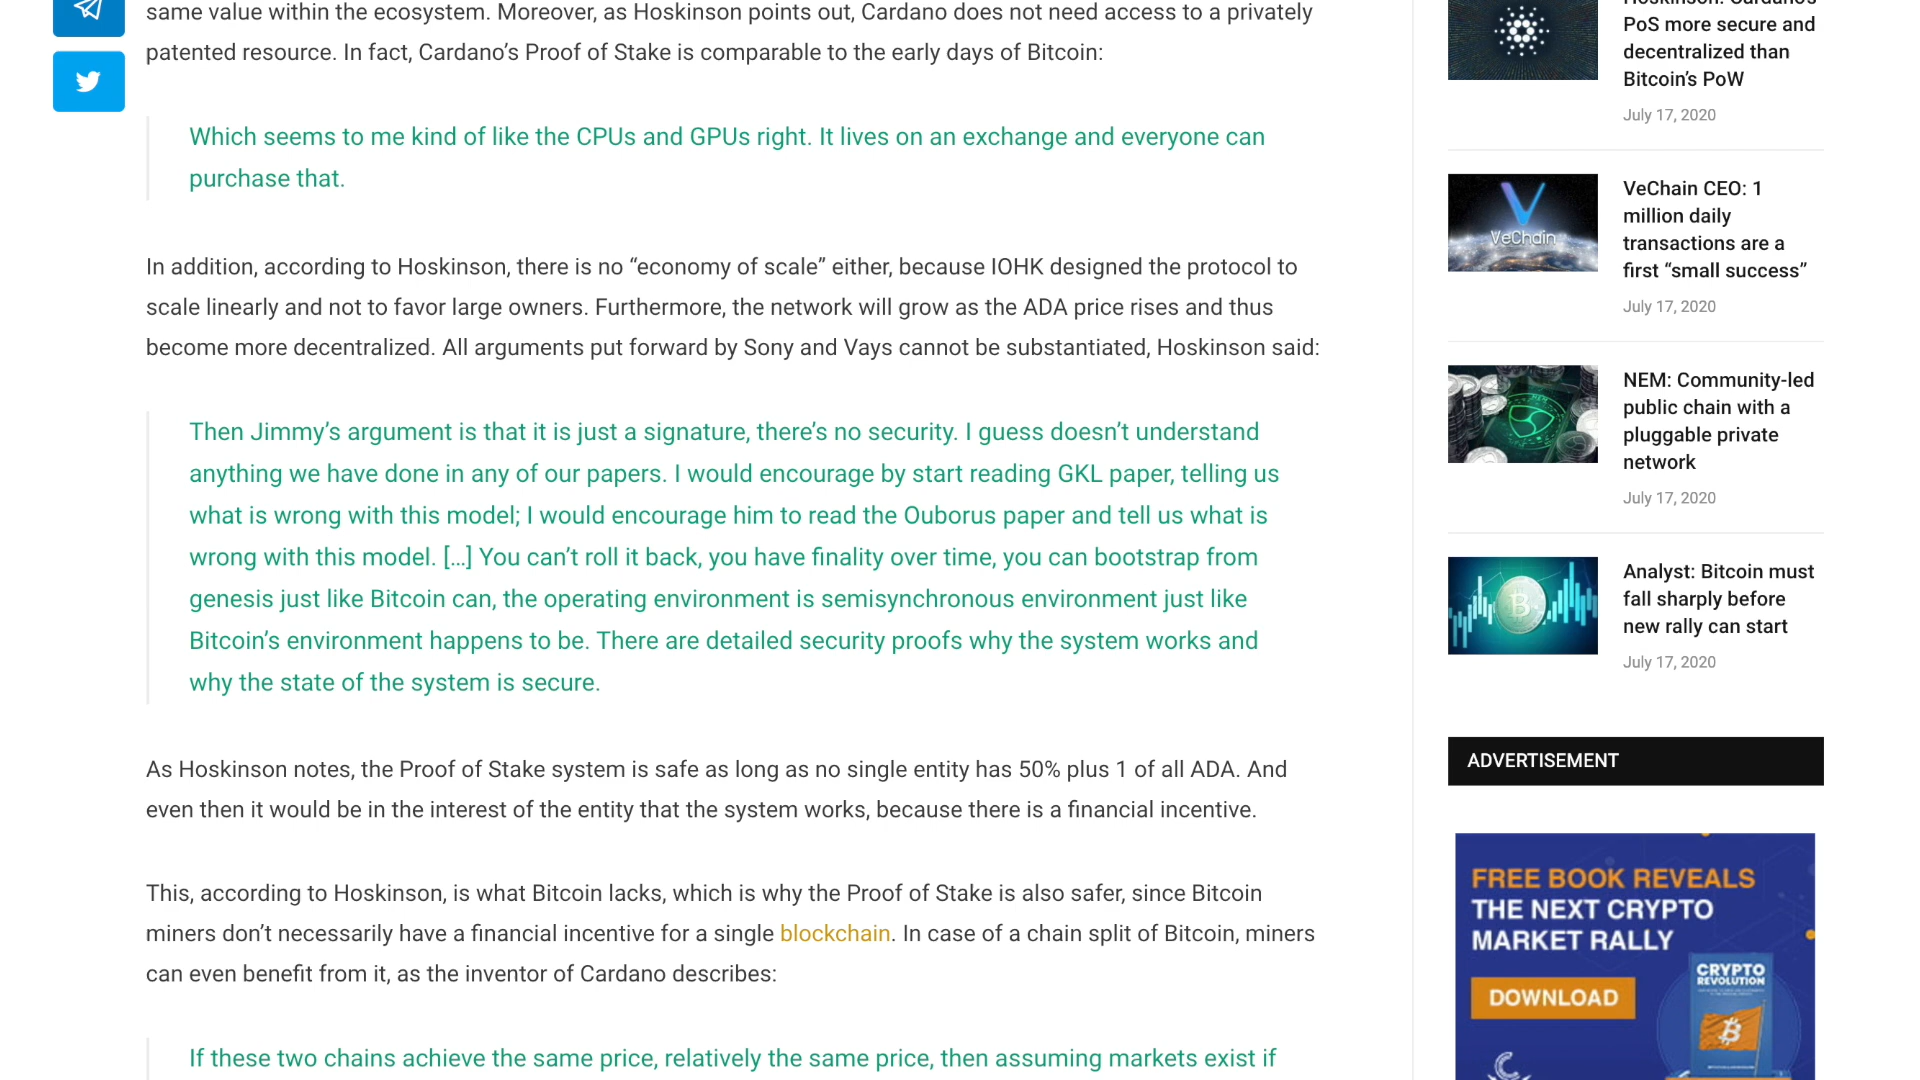 same value within the ecosystem. Moreover, as Hoskinson points out, Cardano does not need access to a privately
patented resource. In fact, Cardano’s Proof of Stake is comparable to the early days of Bitcoin:
Which seems to me kind of like the CPUs and GPUs right. It lives on an exchange and everyone can
purchase that.
In addition, according to Hoskinson, there is no “economy of scale” either, because IOHK designed the protocol to
scale linearly and not to favor large owners. Furthermore, the network will grow as the ADA price rises and thus
become more decentralized. All arguments put forward by Sony and Vays cannot be substantiated, Hoskinson said:
Then Jimmy’s argument is that it is just a signature, there’s no security. I guess doesn’t understand
anything we have done in any of our papers. I would encourage by start reading GKL paper, telling us
what is wrong with this model; I would encourage him to read the Ouborus paper and tell us what is
wrong with this model. […] You can’t roll it back, you have finality over time, you can bootstrap from
genesis just like Bitcoin can, the operating environment is semisynchronous environment just like
Bitcoin’s environment happens to be. There are detailed security proofs why the system works and
why the state of the system is secure.
As Hoskinson notes, the Proof of Stake system is safe as long as no single entity has 50% plus 1 of all ADA. And
even then it would be in the interest of the entity that the system works, because there is a financial incentive.
This, according to Hoskinson, is what Bitcoin lacks, which is why the Proof of Stake is also safer, since Bitcoin
miners don’t necessarily have a financial incentive for a single blockchain. In case of a chain split of Bitcoin, miners
can even benefit from it, as the inventor of Cardano describes:
If these two chains achieve the same price, relatively the same price, then assuming markets exist if
Hoskinson: Cardano’s
PoS more secure and
decentralized than
Bitcoin’s PoW
July 17, 2020
VeChain
VeChain CEO: 1
million daily
transactions are a
first “small success”
July 17, 2020
NEM: Community-led
public chain with a
pluggable private
network
July 17, 2020
Analyst: Bitcoin must
fall sharply before
new rally can start
July 17, 2020
ADVERTISEMENT
FREE BOOK REVEALS
THE NEXT CRYPTO
MARKET RALLY
DOWNLOAD
CRYPTO
REVOLUTION